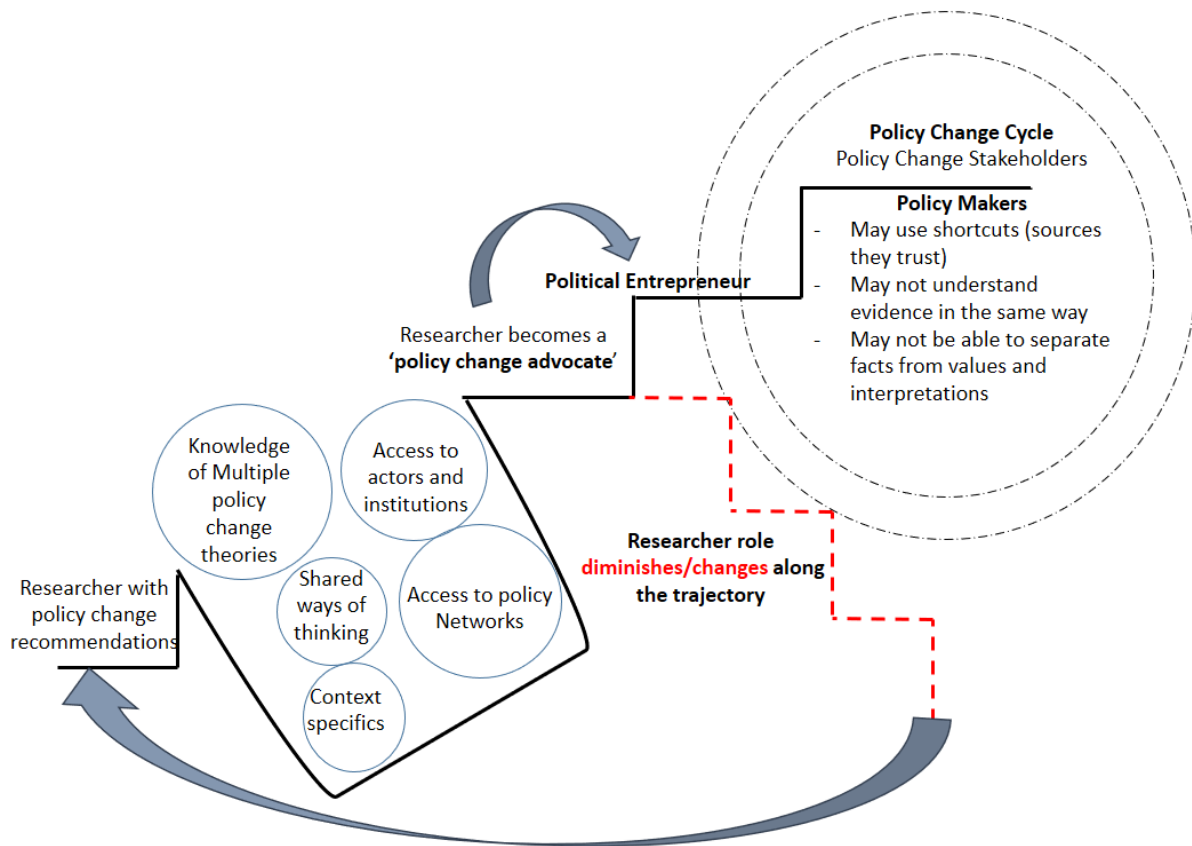 Policy Change Cycle
Policy Change Stakeholders
Policy Makers
- May use shortcuts (sources
they trust)
- May not understand
evidence in the same way
- May not be able to separate
facts from values and
interpretations
Political Entrepreneur
Researcher becomes a
‘policy change advocate’
Knowledge
of Multiple
policy
change
theories
Access to
actors and
institutions
Shared
ways of
thinking
Access to policy
Networks
Context
specifics
Researcher with
policy change
recommendations
Researcher role
diminishes/changes along
the trajectory